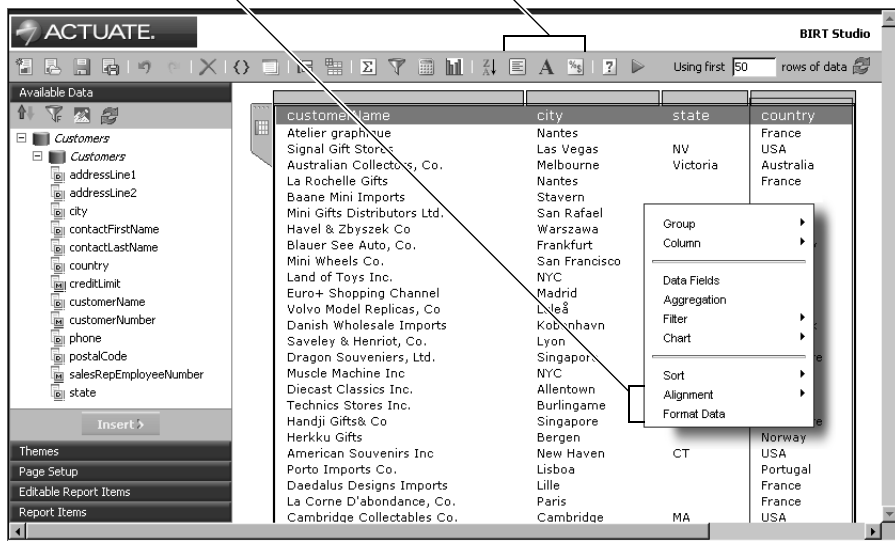 ACTUATE.
BIRT Studio
Using first 50 rows of data
Available Data
Customers
Customers
addressLine1
addressLine2
city
contactFirstName
contactLastName
country
creditLimit
customerName
customerNumber
phone
postalCode
salesRepEmployeeNumber
state
Insert
Themes
Page Setup
Editable Report Items
Report Items
customerName city state country
Atelier graphique Nantes France
Signal Gift Stores Las Vegas NV USA
Australian Collectors, Co. Melbourne Victoria Australia
La Rochelle Gifts Nantes France
Baane Mini Imports Stavern
Mini Gifts Distributors Ltd. San Rafael
Havel & Zbyszek Co Warszawa
Blauer See Auto, Co. Frankfurt
Mini Wheels Co. San Francisco
Land of Toys Inc. NYC
Euro+ Shopping Channel Madrid
Volvo Model Replicas, Co Luleå
Danish Wholesale Imports Kobenhavn
Saveley & Henriot, Co. Lyon
Dragon Souveniers, Ltd. Singapore
Muscle Machine Inc NYC
Diecast Classics Inc. Allentown
Technics Stores Inc. Burlingame
Handji Gifts& Co Singapore
Herkku Gifts Bergen Norway
American Souvenirs Inc New Haven CT USA
Porto Imports Co. Lisboa Portugal
Daedalus Designs Imports Lille France
La Corne D'abondance, Co. Paris France
Cambridge Collectables Co. Cambridge MA USA
Group
Column
Data Fields
Aggregation
Filter
Chart
Sort
Alignment
Format Data